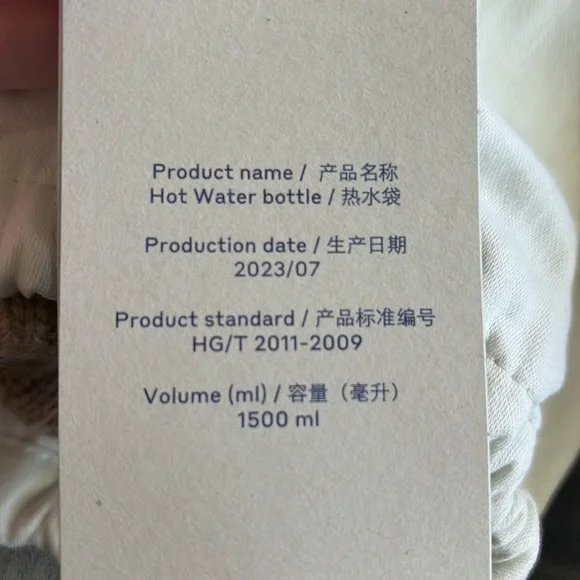 Product name / 产品名称
Hot Water bottle / 热水袋
Production date / 生产日期
2023/07
Product standard / 产品标准编号
HG/T 2011-2009
Volume (ml) / 容量（毫升）
1500 ml